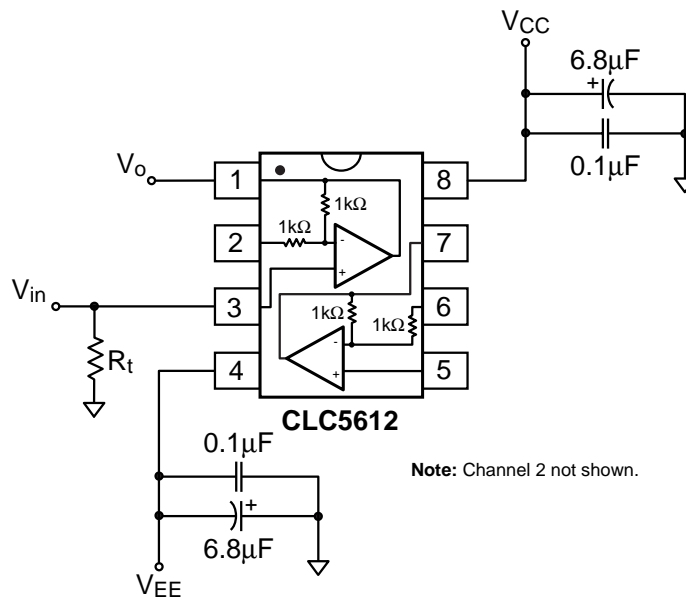 VCC
6.8µF
+
0.1µF
Vo
1
8
1kΩ
1kΩ
2
-
7
+
Vin
3
1kΩ
1kΩ
6
Rt
4
-
+
5
CLC5612
0.1µF
Note: Channel 2 not shown.
+
6.8µF
VEE